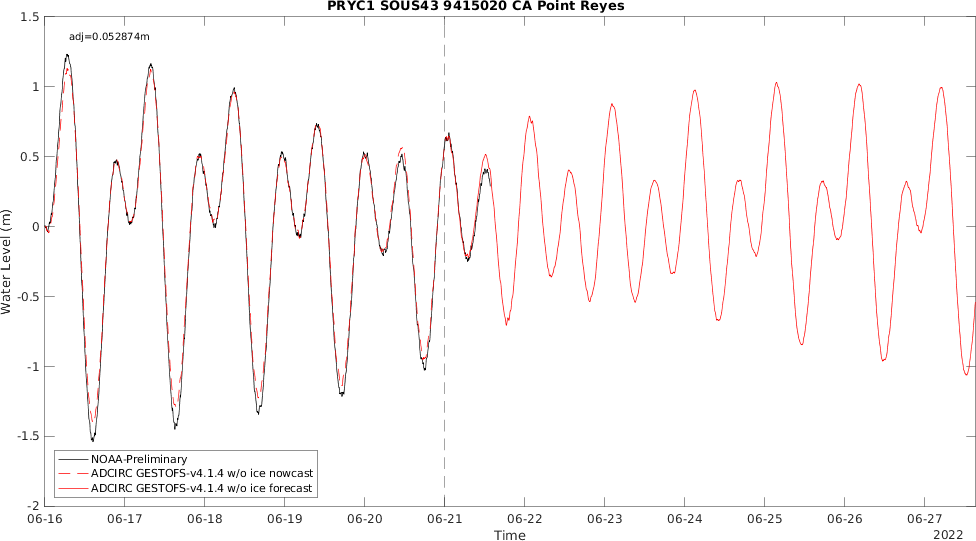 PRYC1 SOUS43 9415020 CA Point Reyes
adj=0.052874m
1.5
1
0.5
0
-0.5
-1
-1.5
-2
Water Level (m)
NOAA-Preliminary
ADCIRC GESTOFS-v4.1.4 w/o ice nowcast
ADCIRC GESTOFS-v4.1.4 w/o ice forecast
06-16 06-17 06-18 06-19 06-20 06-21 06-22 06-23 06-24 06-25 06-26 06-27
Time
2022